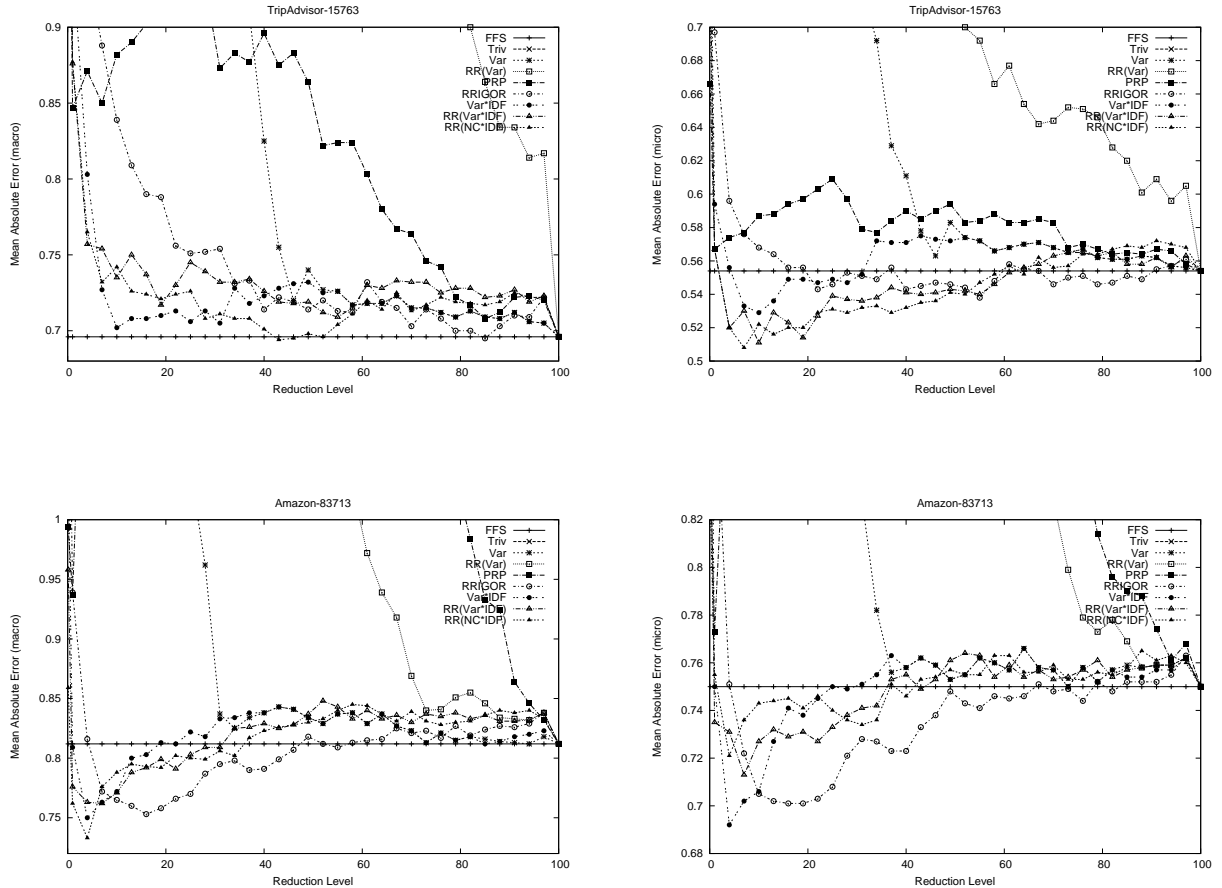 TripAdvisor-15763
0.9
0.85
0.8
0.75
0.7
Mean Absolute Error (macro)
0 20 40 60 80 100
Reduction Level
FFS
Triv
Var
RR(Var)
PRP
RRIGOR
Var*IDF
RR(Var*IDF)
RR(NC*IDF)
TripAdvisor-15763
0.7
0.68
0.66
0.64
0.62
0.6
0.58
0.56
0.54
0.52
0.5
Mean Absolute Error (micro)
0 20 40 60 80 100
Reduction Level
FFS
Triv
Var
RR(Var)
PRP
RRIGOR
Var*IDF
RR(Var*IDF)
RR(NC*IDF)
Amazon-83713
1
0.95
0.9
0.85
0.8
0.75
Mean Absolute Error (macro)
0 20 40 60 80 100
Reduction Level
FFS
Triv
Var
RR(Var)
PRP
RRIGOR
Var*IDF
RR(Var*IDF)
RR(NC*IDF)
Amazon-83713
0.82
0.8
0.78
0.76
0.74
0.72
0.7
0.68
Mean Absolute Error (micro)
0 20 40 60 80 100
Reduction Level
FFS
Triv
Var
RR(Var)
PRP
RRIGOR
Var*IDF
RR(Var*IDF)
RR(NC*IDF)